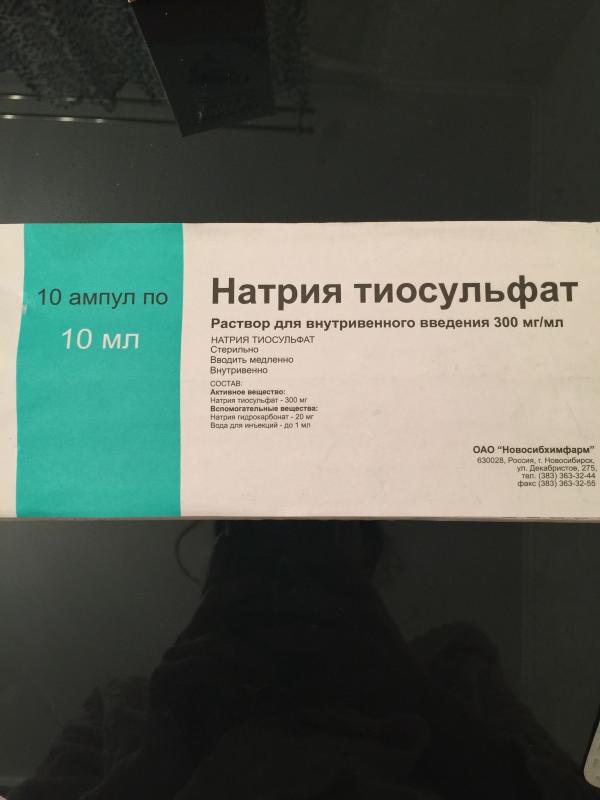 10 ампул по
10 мл
Натрия тиосульфат
Раствор для внутривенного введения 300 мг/мл
НАТРИЯ ТИОСУЛЬФАТ
Стерильно
Вводить медленно
Внутривенно
СОСТАВ:
Активное вещество:
Натрия тиосульфат - 300 мг
Вспомогательные вещества:
Натрия гидрокарбонат - 20 мг
Вода для инъекций - до 1 мл
ОАО "Новосибхимфарм"
630028, Россия, г. Новосибирск,
ул. Декабристов, 275,
тел. (383) 363-32-44
факс (383) 363-32-55